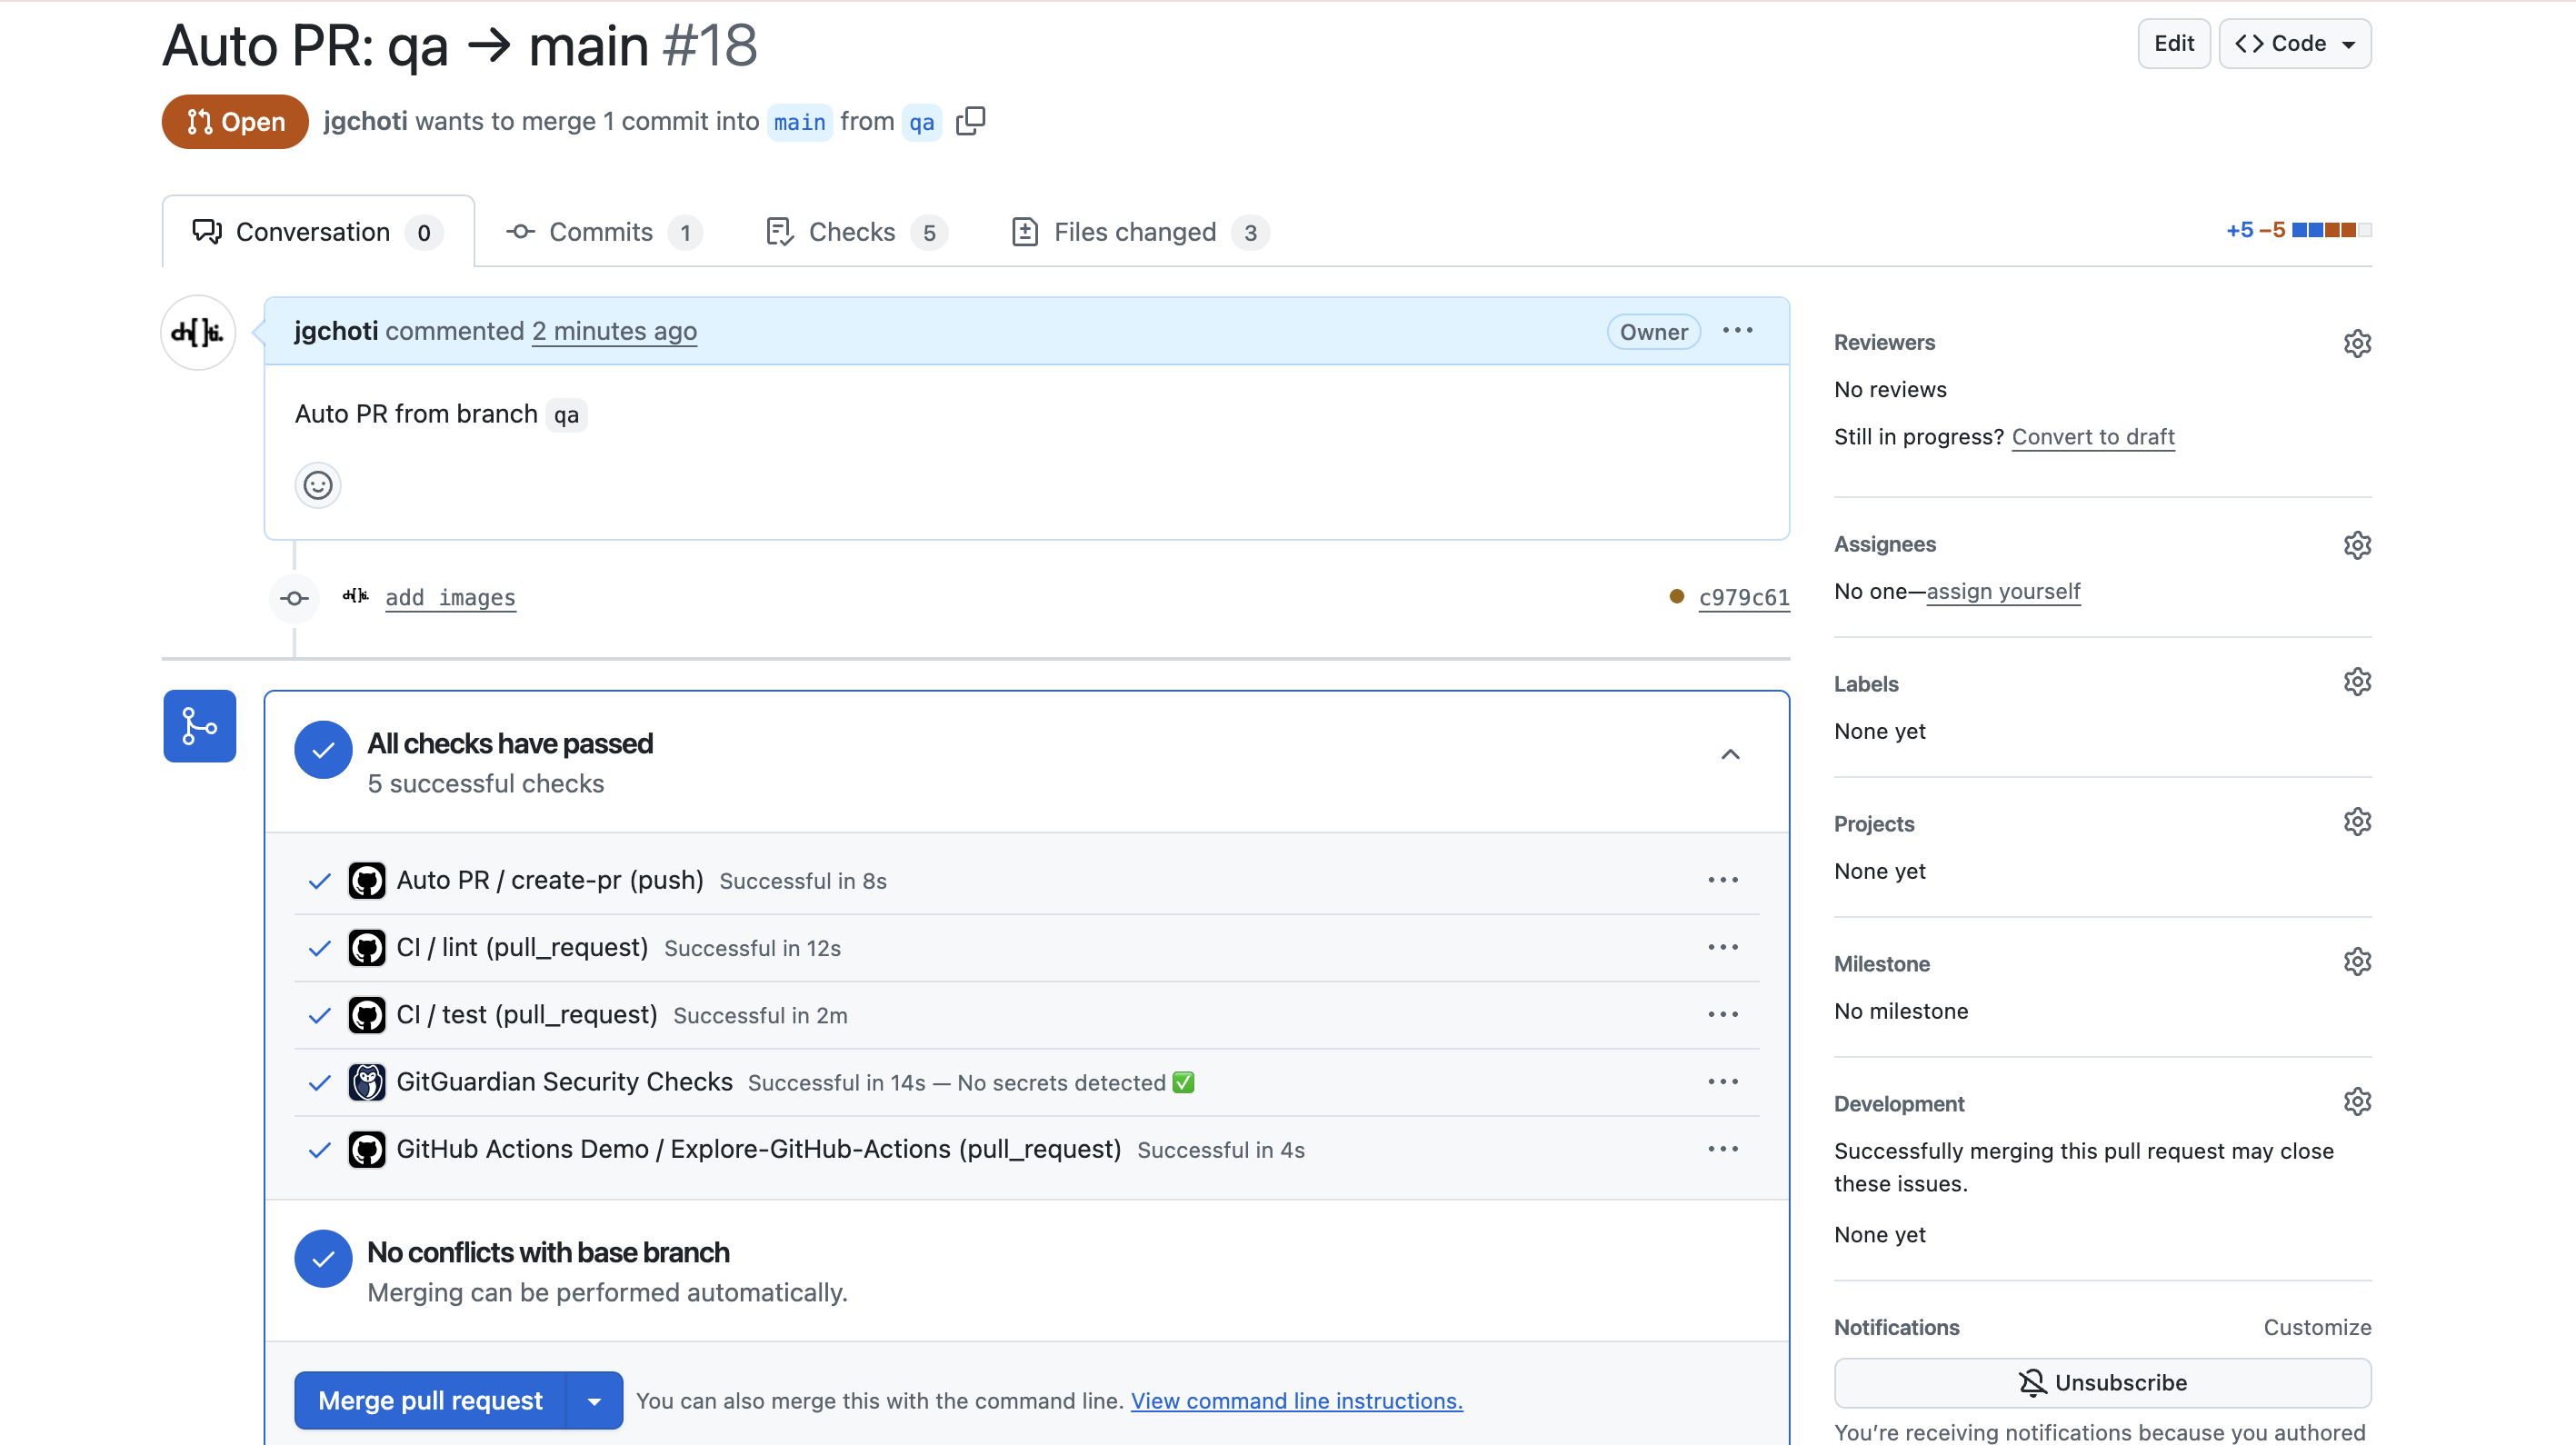 Auto PR: qa → main #18
Edit
Code
Open
jgchoti wants to merge 1 commit into main from qa
Conversation 0
Commits 1
Checks 5
Files changed 3
+5 −5
ch[ ]ti.
jgchoti commented 2 minutes ago
Owner
Auto PR from branch qa
ch[ ]ti. add images
c979c61
All checks have passed
5 successful checks
Auto PR / create-pr (push) Successful in 8s
CI / lint (pull_request) Successful in 12s
CI / test (pull_request) Successful in 2m
GitGuardian Security Checks Successful in 14s — No secrets detected ✅
GitHub Actions Demo / Explore-GitHub-Actions (pull_request) Successful in 4s
No conflicts with base branch
Merging can be performed automatically.
Merge pull request
You can also merge this with the command line. View command line instructions.
Reviewers
No reviews
Still in progress? Convert to draft
Assignees
No one—assign yourself
Labels
None yet
Projects
None yet
Milestone
No milestone
Development
Successfully merging this pull request may close
these issues.
None yet
Notifications
Customize
Unsubscribe
You're receiving notifications because you authored